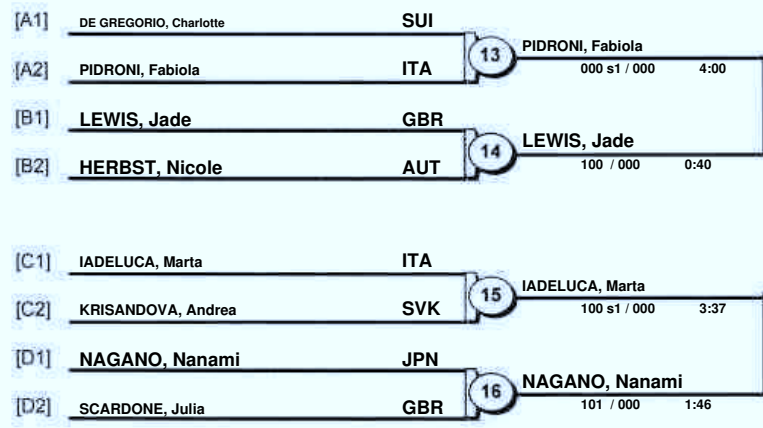 [A1] DE GREGORIO, Charlotte SUI
13 PIDRONI, Fabiola
[A2] PIDRONI, Fabiola ITA
000 s1 / 000 4:00
[B1] LEWIS, Jade GBR
14 LEWIS, Jade
[B2] HERBST, Nicole AUT
100 / 000 0:40
[C1] IADELUCA, Marta ITA
15 IADELUCA, Marta
[C2] KRISANDOVA, Andrea SVK
100 s1 / 000 3:37
[D1] NAGANO, Nanami JPN
16 NAGANO, Nanami
[D2] SCARDONE, Julia GBR
101 / 000 1:46